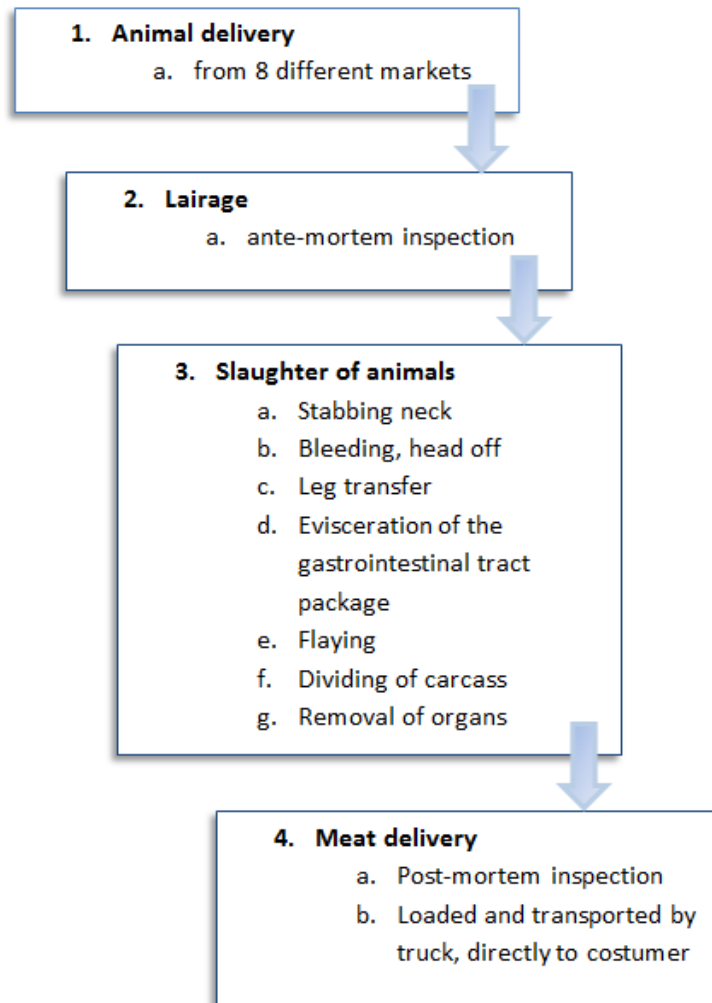 1. Animal delivery
a. from 8 different markets
2. Lairage
a. ante-mortem inspection
3. Slaughter of animals
a. Stabbing neck
b. Bleeding, head off
c. Leg transfer
d. Evisceration of the
gastrointestinal tract
package
e. Flaying
f. Dividing of carcass
g. Removal of organs
4. Meat delivery
a. Post-mortem inspection
b. Loaded and transported by
truck, directly to costumer